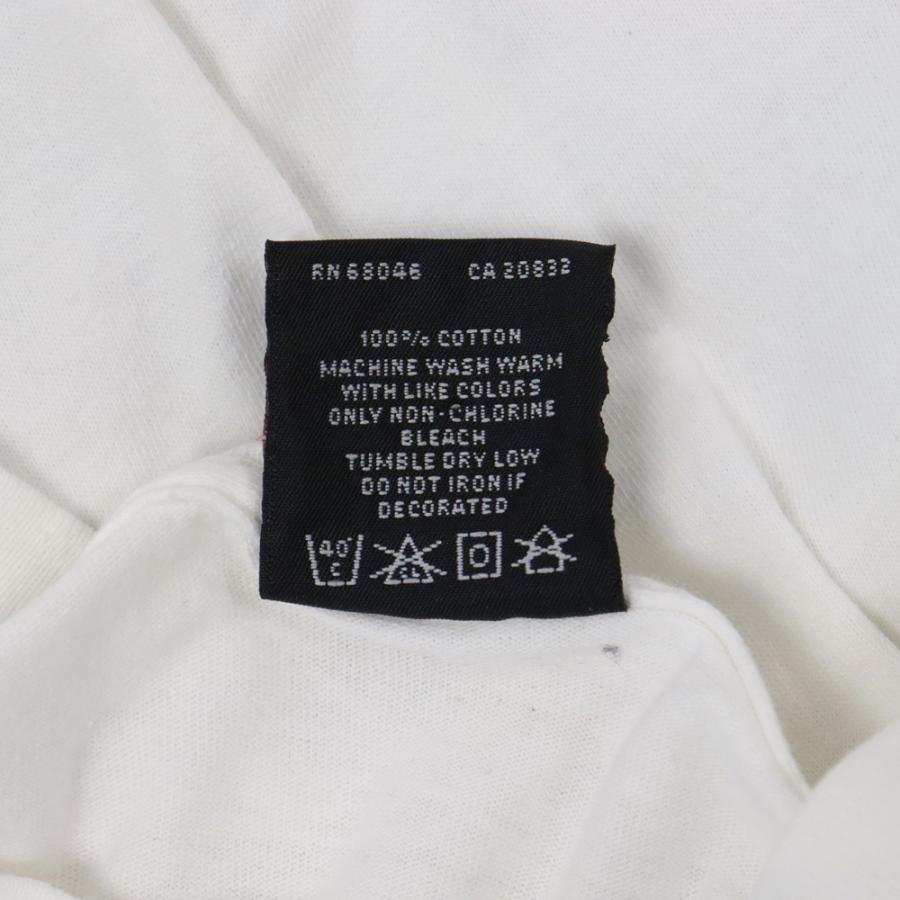 RN 68046 CA 20832
100% COTTON
MACHINE WASH WARM
WITH LIKE COLORS
ONLY NON-CHLORINE
BLEACH
TUMBLE DRY LOW
DO NOT IRON IF
DECORATED
40° C CL